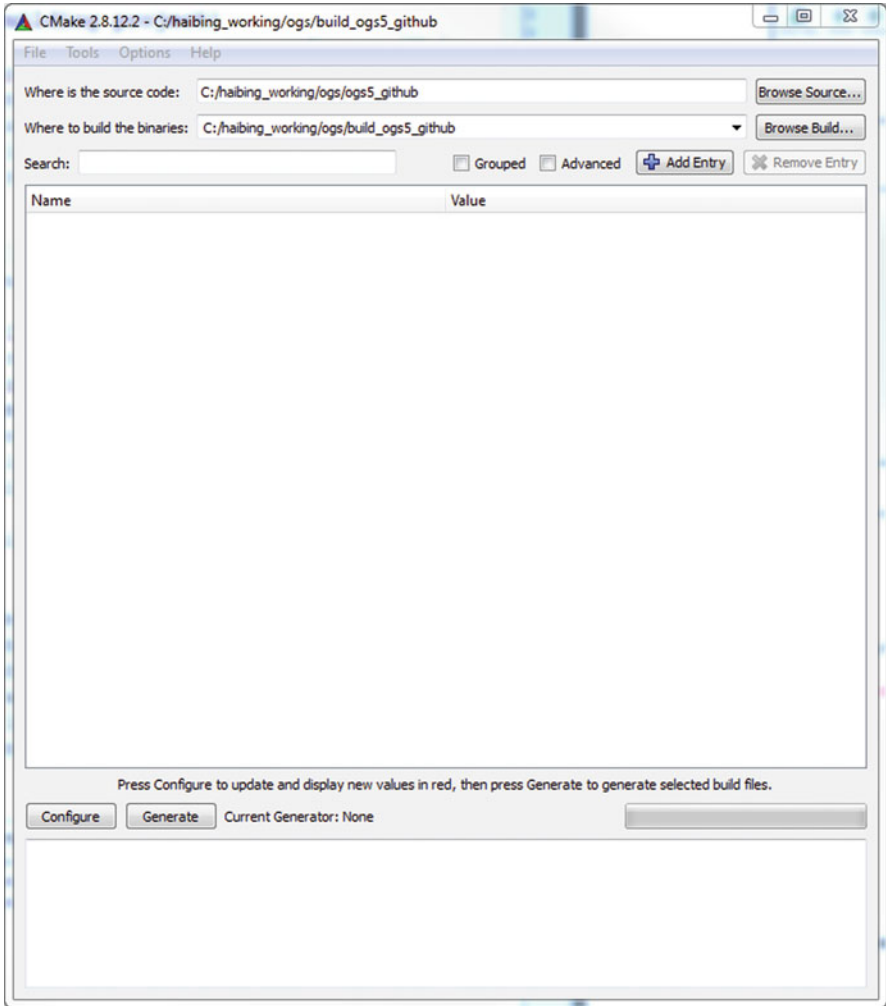 CMake 2.8.12.2 - C:/haibing_working/ogs/build_ogs5_github
File Tools Options Help
Where is the source code: C:/haibing_working/ogs/ogs5_github Browse Source...
Where to build the binaries: C:/haibing_working/ogs/build_ogs5_github Browse Build...
Search: Grouped Advanced Add Entry Remove Entry
Name Value
Press Configure to update and display new values in red, then press Generate to generate selected build files.
Configure Generate Current Generator: None